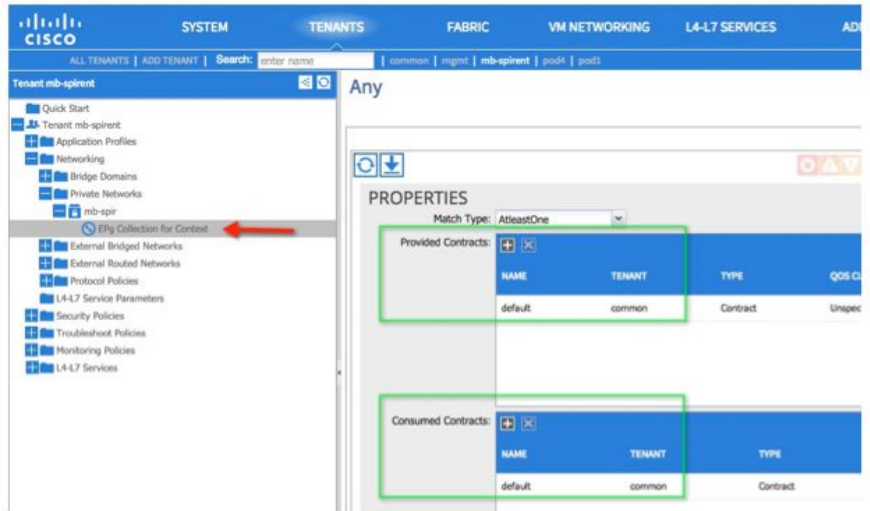 CISCO
SYSTEM TENANTS FABRIC VM NETWORKING L4-L7 SERVICES
ALL TENANTS | ADD TENANT | Search: enter name | common | mgmt | mb-spirent | pod4 | pod1
Tenant mb-spirent
Quick Start
Tenant mb-spirent
Application Profiles
Networking
Bridge Domains
Private Networks
mb-spir
EPg Collection for Context
External Bridged Networks
External Routed Networks
Protocol Policies
L4-L7 Service Parameters
Security Policies
Troubleshoot Policies
Monitoring Policies
L4-L7 Services
Any
PROPERTIES
Match Type: AtleastOne
Provided Contracts:
NAME TENANT TYPE QOS
default common Contract Unspec
Consumed Contracts:
NAME TENANT TYPE
default common Contract